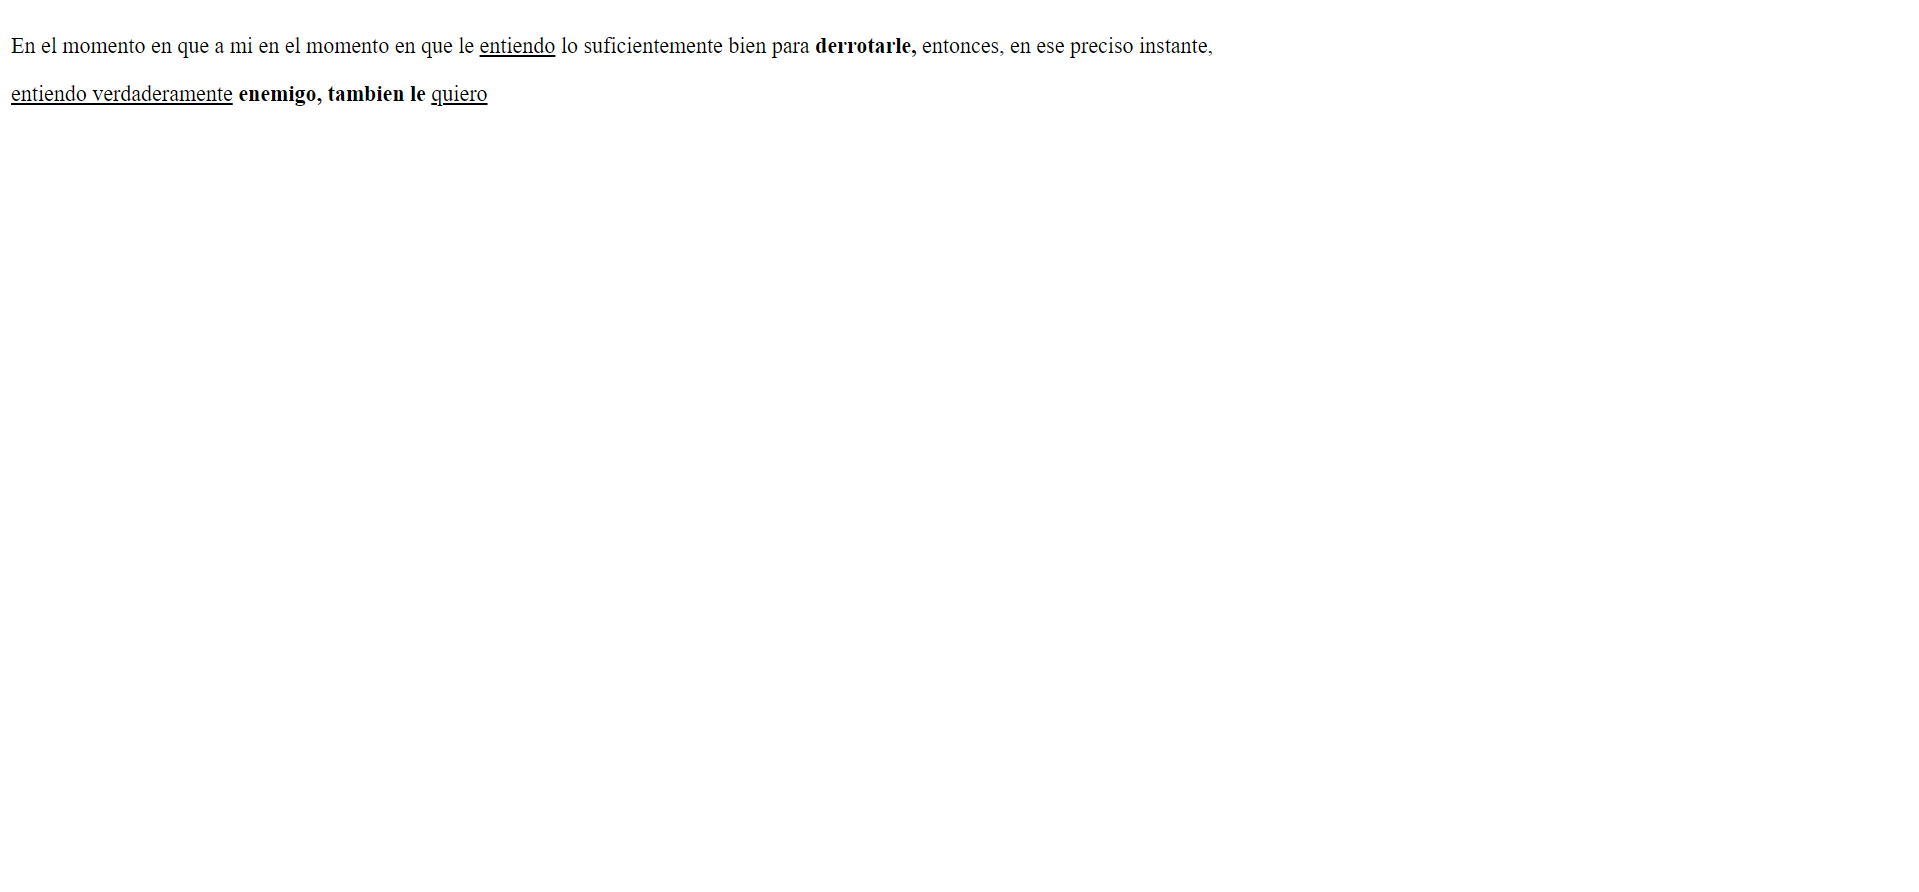 En el momento en que a mi en el momento en que le entiendo lo suficientemente bien para derrotarle, entonces, en ese preciso instante,
entiendo verdaderamente enemigo, tambien le quiero